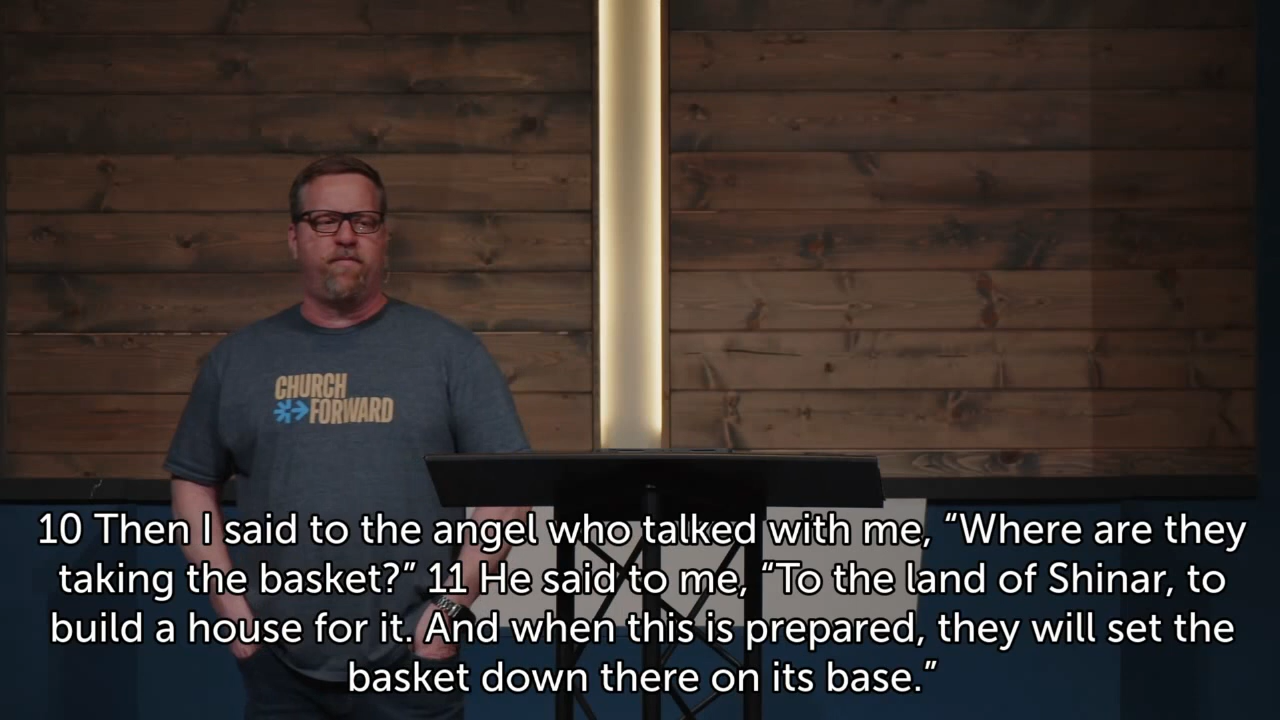 CHURCH
FORWARD
10 Then I said to the angel who talked with me, “Where are they
taking the basket?” 11 He said to me, “To the land of Shinar, to
build a house for it. And when this is prepared, they will set the
basket down there on its base.”